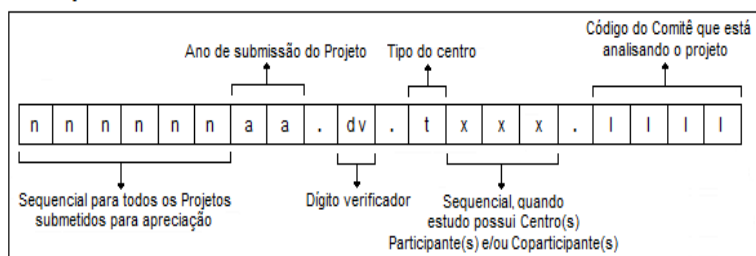 Código do Comitê que está
analisando o projeto
Ano de submissão do Projeto
Tipo do centro
n n n n n n a a . dv . t x x x . l l l l
Sequencial para todos os Projetos
submetidos para apreciação
Dígito verificador
Sequencial, quando
estudo possui Centro(s)
Participante(s) e/ou Coparticipante(s)